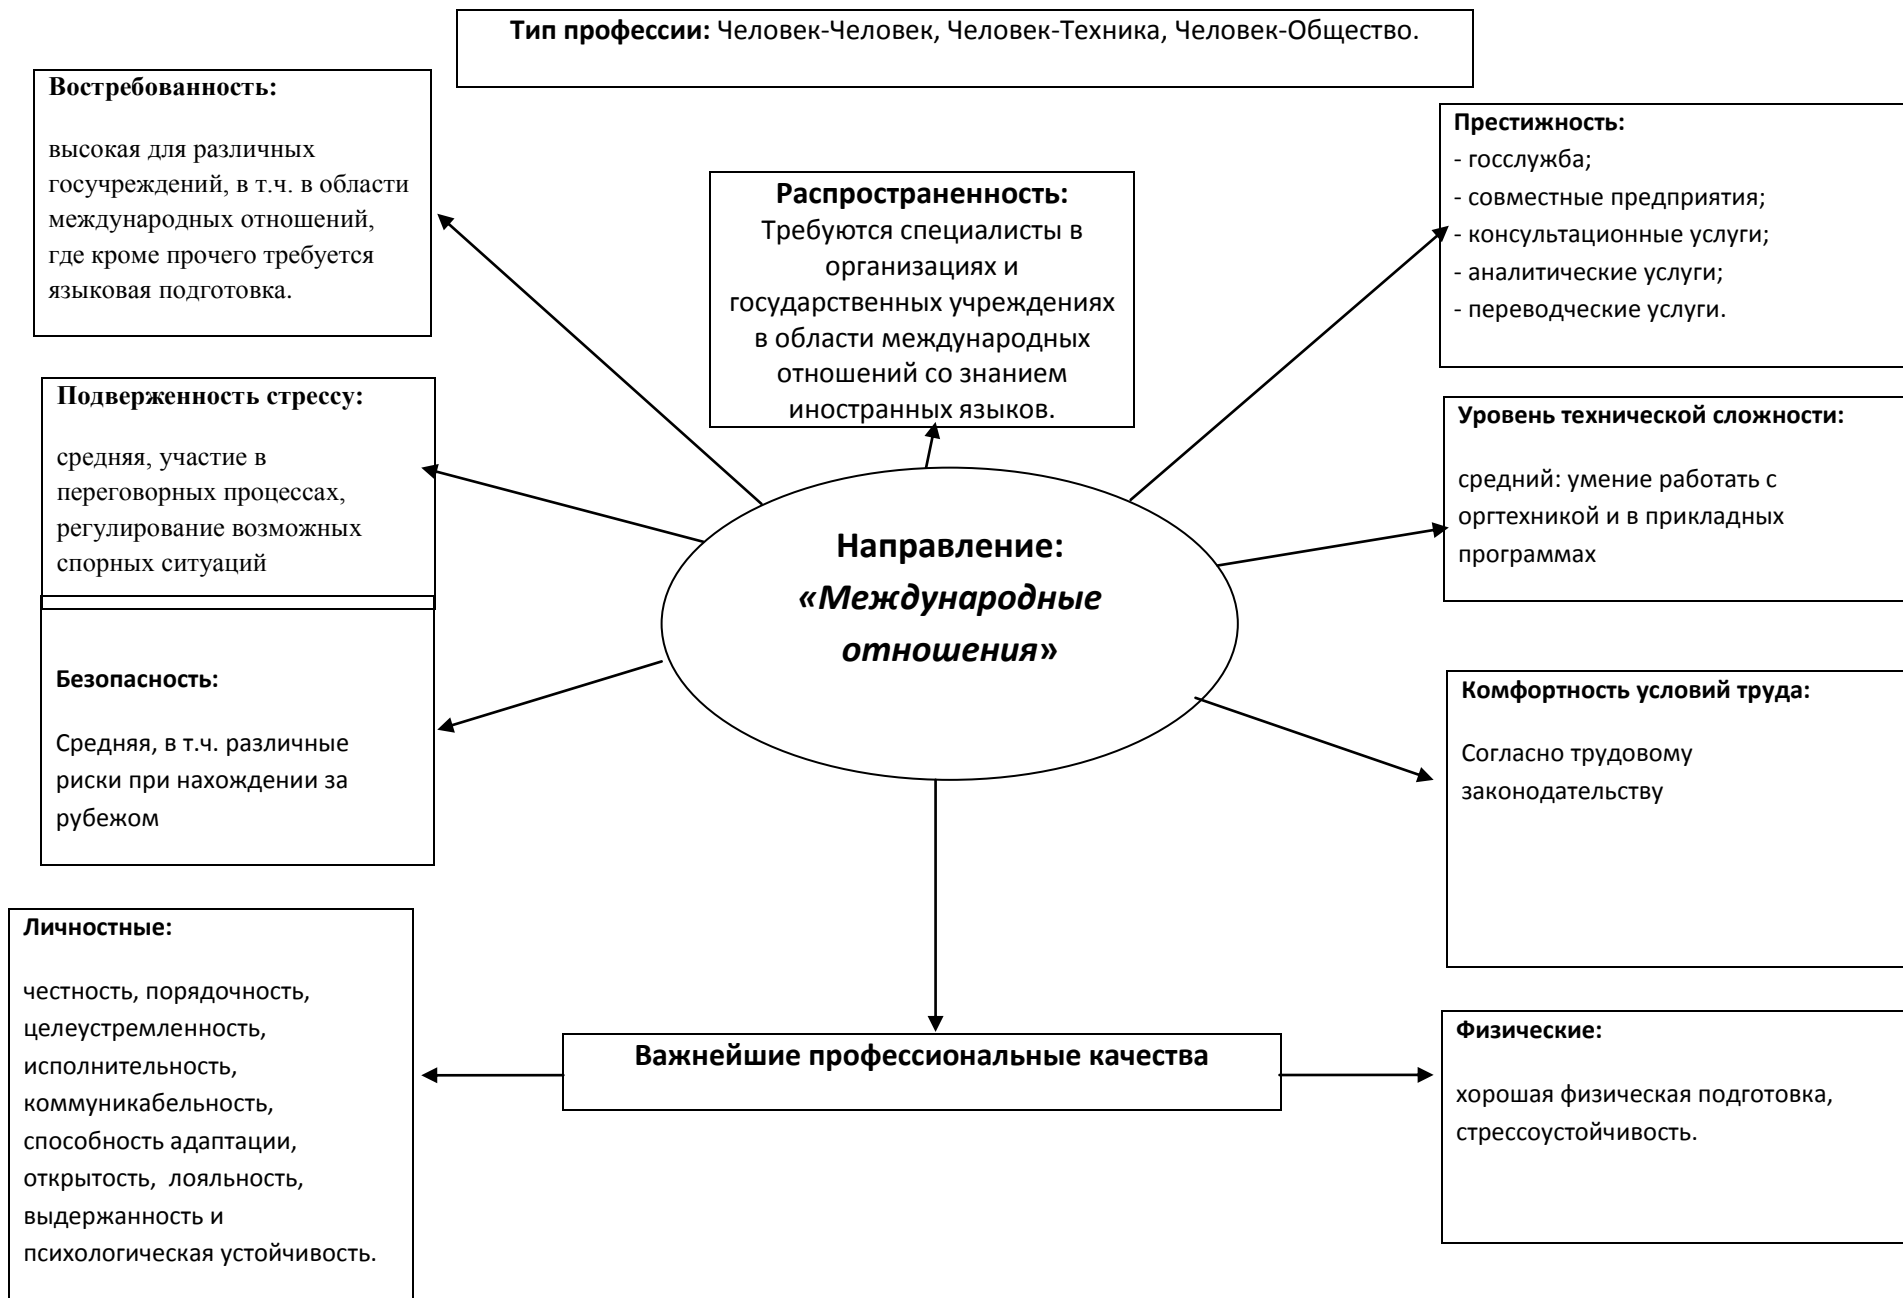 Тип профессии: Человек-Человек, Человек-Техника, Человек-Общество.
Востребованность:
высокая для различных
госучреждений, в т.ч. в области
международных отношений,
где кроме прочего требуется
языковая подготовка.
Распространенность:
Требуются специалисты в
организациях и
государственных учреждениях
в области международных
отношений со знанием
иностранных языков.
Престижность:
- госслужба;
- совместные предприятия;
- консультационные услуги;
- аналитические услуги;
- переводческие услуги.
Подверженность стрессу:
средняя, участие в
переговорных процессах,
регулирование возможных
спорных ситуаций
Уровень технической сложности:
средний: умение работать с
оргтехникой и в прикладных
программах
Направление:
«Международные
отношения»
Безопасность:
Средняя, в т.ч. различные
риски при нахождении за
рубежом
Комфортность условий труда:
Согласно трудовому
законодательству
Личностные:
честность, порядочность,
целеустремленность,
исполнительность,
коммуникабельность,
способность адаптации,
открытость,  лояльность,
выдержанность и
психологическая устойчивость.
Важнейшие профессиональные качества
Физические:
хорошая физическая подготовка,
стрессоустойчивость.